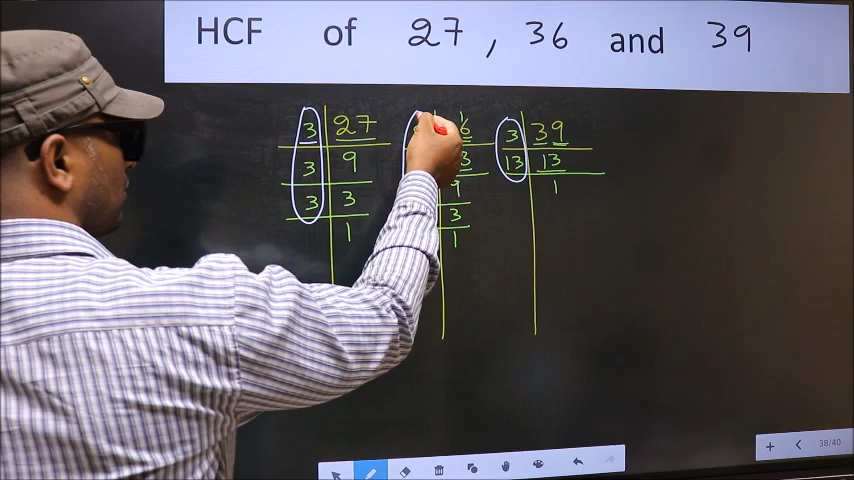 HCF of 27 , 36 and 39
3 27 6 3 39
3 9 3 13 13
3 3 9 1
1 3
1
38/40